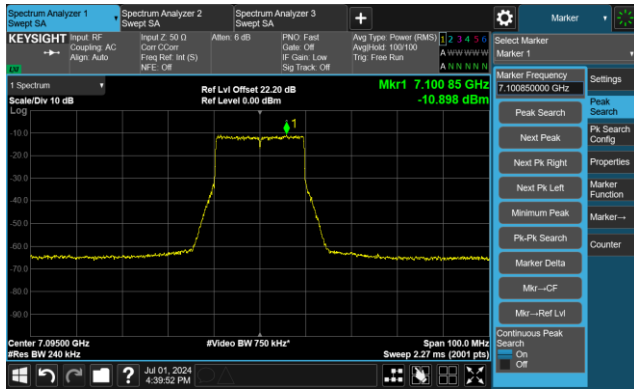 Spectrum Analyzer 1
Swept SA
Spectrum Analyzer 2
Swept SA
Spectrum Analyzer 3
Swept SA
+
Marker
KEYSIGHT
Input: RF
Coupling: AC
Align: Auto
Input Z: 50 Ω
Corr CCorr
Freq Ref: Int (S)
NFE: Off
Atten: 6 dB
PNO: Fast
Gate: Off
IF Gain: Low
Sig Track: Off
Avg Type: Power (RMS)
Avg|Hold: 100/100
Trig: Free Run
1 2 3 4 5 6
A W W W W W
A N N N N N
Select Marker
Marker 1
1 Spectrum
Scale/Div 10 dB
Ref Lvl Offset 22.20 dB
Ref Level 0.00 dBm
Mkr1 7.100 85 GHz
-10.898 dBm
Log
1
-10.0
-20.0
-30.0
-40.0
-50.0
-60.0
-70.0
-80.0
-90.0
Center 7.09500 GHz
#Res BW 240 kHz
#Video BW 750 kHz*
Span 100.0 MHz
Sweep 2.27 ms (2001 pts)
Jul 01, 2024
4:39:52 PM
Marker Frequency
7.100850000 GHz
Peak Search
Next Peak
Next Pk Right
Next Pk Left
Minimum Peak
Pk-Pk Search
Marker Delta
Mkr→CF
Mkr→Ref Lvl
Continuous Peak
Search
On
Off
Settings
Peak
Search
Pk Search
Config
Properties
Marker
Function
Marker→
Counter